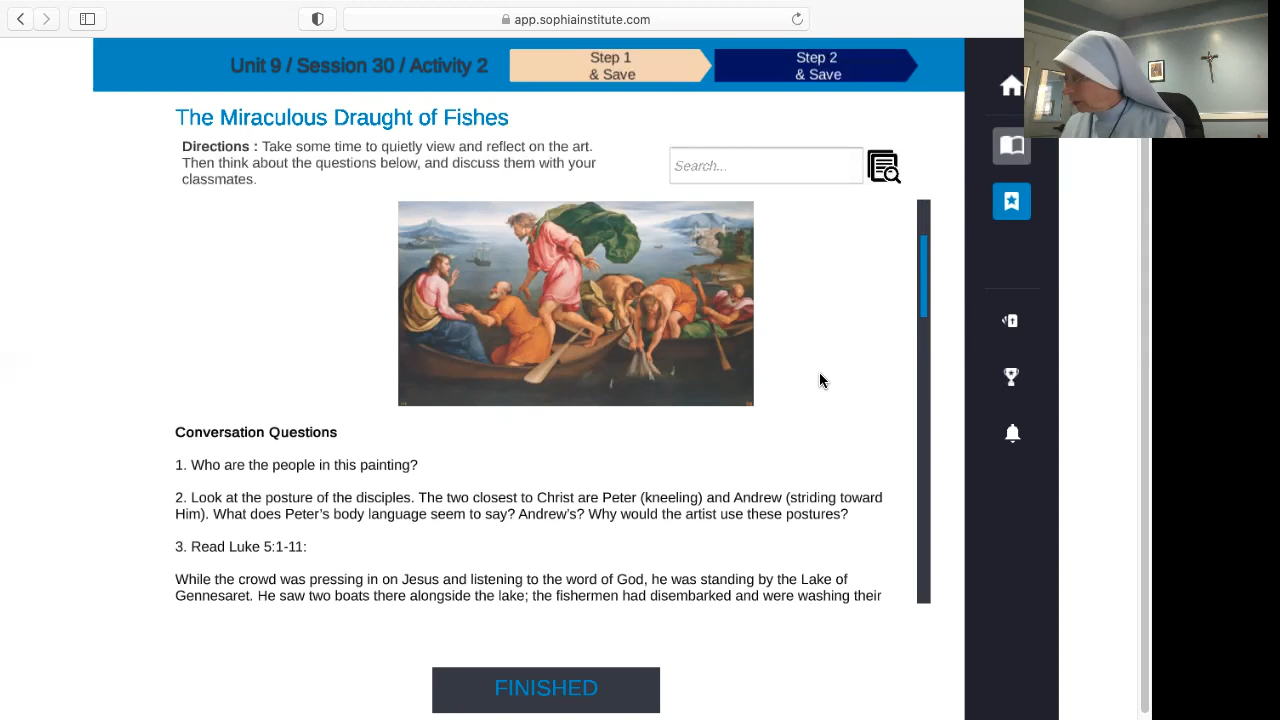 app.sophiainstitute.com
Unit 9 / Session 30 / Activity 2
Step 1
& Save
Step 2
& Save
The Miraculous Draught of Fishes
Directions : Take some time to quietly view and reflect on the art.
Then think about the questions below, and discuss them with your
classmates.
Search...
Conversation Questions
1. Who are the people in this painting?
2. Look at the posture of the disciples. The two closest to Christ are Peter (kneeling) and Andrew (striding toward
Him). What does Peter’s body language seem to say? Andrew’s? Why would the artist use these postures?
3. Read Luke 5:1-11:
While the crowd was pressing in on Jesus and listening to the word of God, he was standing by the Lake of
Gennesaret. He saw two boats there alongside the lake; the fishermen had disembarked and were washing their
FINISHED